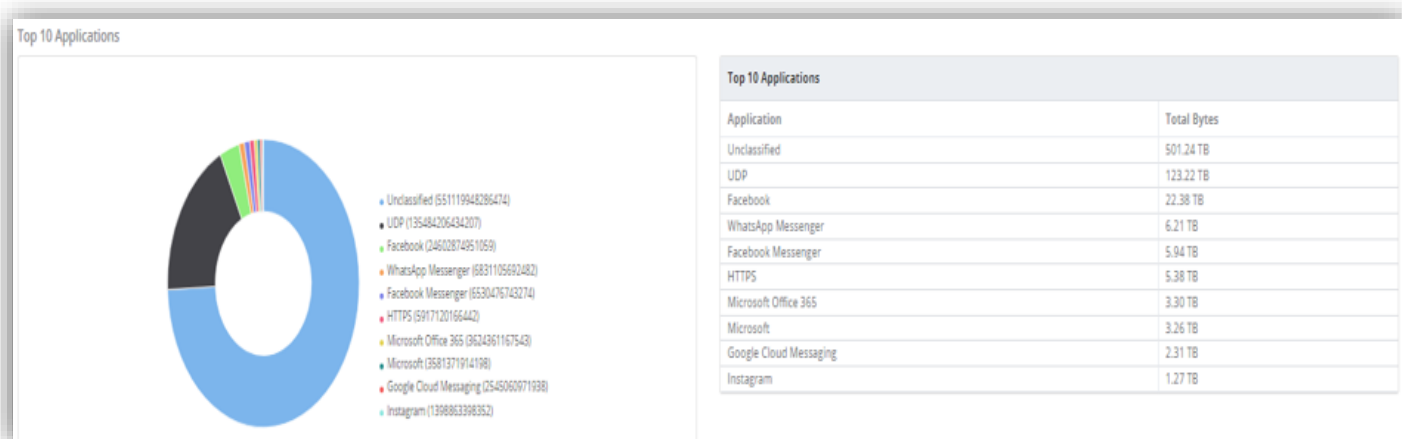 Top 10 Applications
Unclassified (551119948286474)
UDP (135484206434207)
Facebook (24602874951059)
WhatsApp Messenger (6831105692482)
Facebook Messenger (6530476743274)
HTTPS (5917120166442)
Microsoft Office 365 (3624361167543)
Microsoft (3581371914198)
Google Cloud Messaging (2545060971938)
Instagram (1398863398352)
Top 10 Applications
Application Total Bytes
Unclassified 501.24 TB
UDP 123.22 TB
Facebook 22.38 TB
WhatsApp Messenger 6.21 TB
Facebook Messenger 5.94 TB
HTTPS 5.38 TB
Microsoft Office 365 3.30 TB
Microsoft 3.26 TB
Google Cloud Messaging 2.31 TB
Instagram 1.27 TB